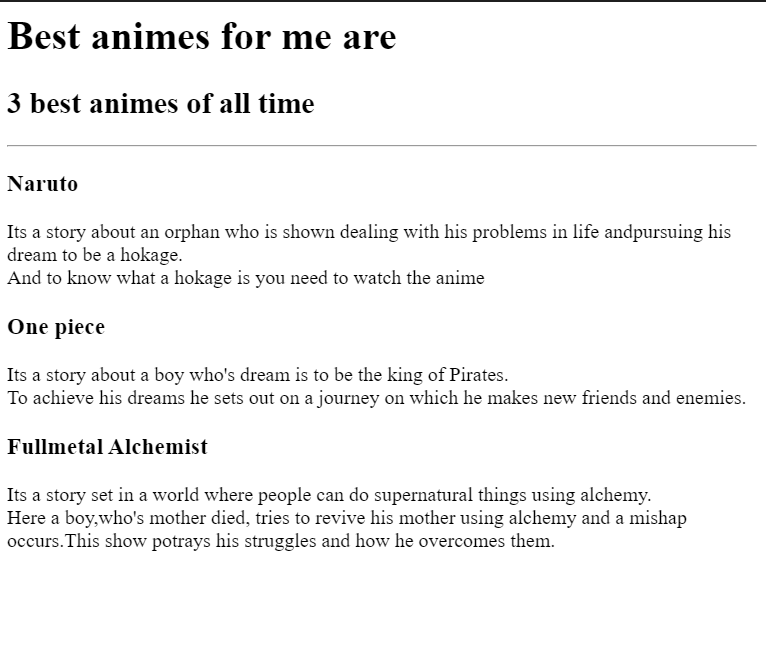 Best animes for me are
3 best animes of all time
Naruto
Its a story about an orphan who is shown dealing with his problems in life andpursuing his
dream to be a hokage.
And to know what a hokage is you need to watch the anime
One piece
Its a story about a boy who's dream is to be the king of Pirates.
To achieve his dreams he sets out on a journey on which he makes new friends and enemies.
Fullmetal Alchemist
Its a story set in a world where people can do supernatural things using alchemy.
Here a boy,who's mother died, tries to revive his mother using alchemy and a mishap
occurs.This show potrays his struggles and how he overcomes them.